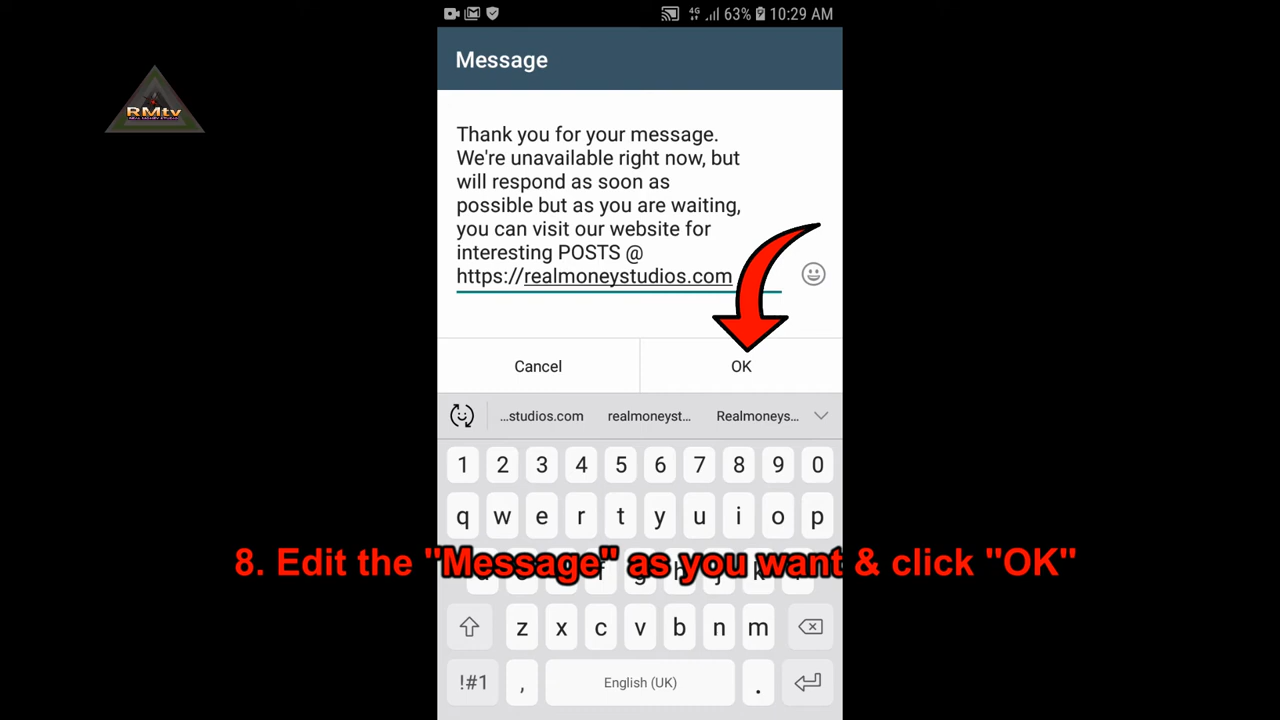 4G 63% 10:29 AM
Message
RMtv
REAL MONEY STUDIO
Thank you for your message.
We're unavailable right now, but
will respond as soon as
possible but as you are waiting,
you can visit our website for
interesting POSTS @
https://realmoneystudios.com
Cancel OK
...studios.com realmoneyst... Realmoneys...
1 2 3 4 5 6 7 8 9 0
q w e r t y u i o p
8. Edit the "Message" as you want & click "OK"
z x c v b n m
!#1 , English (UK) .